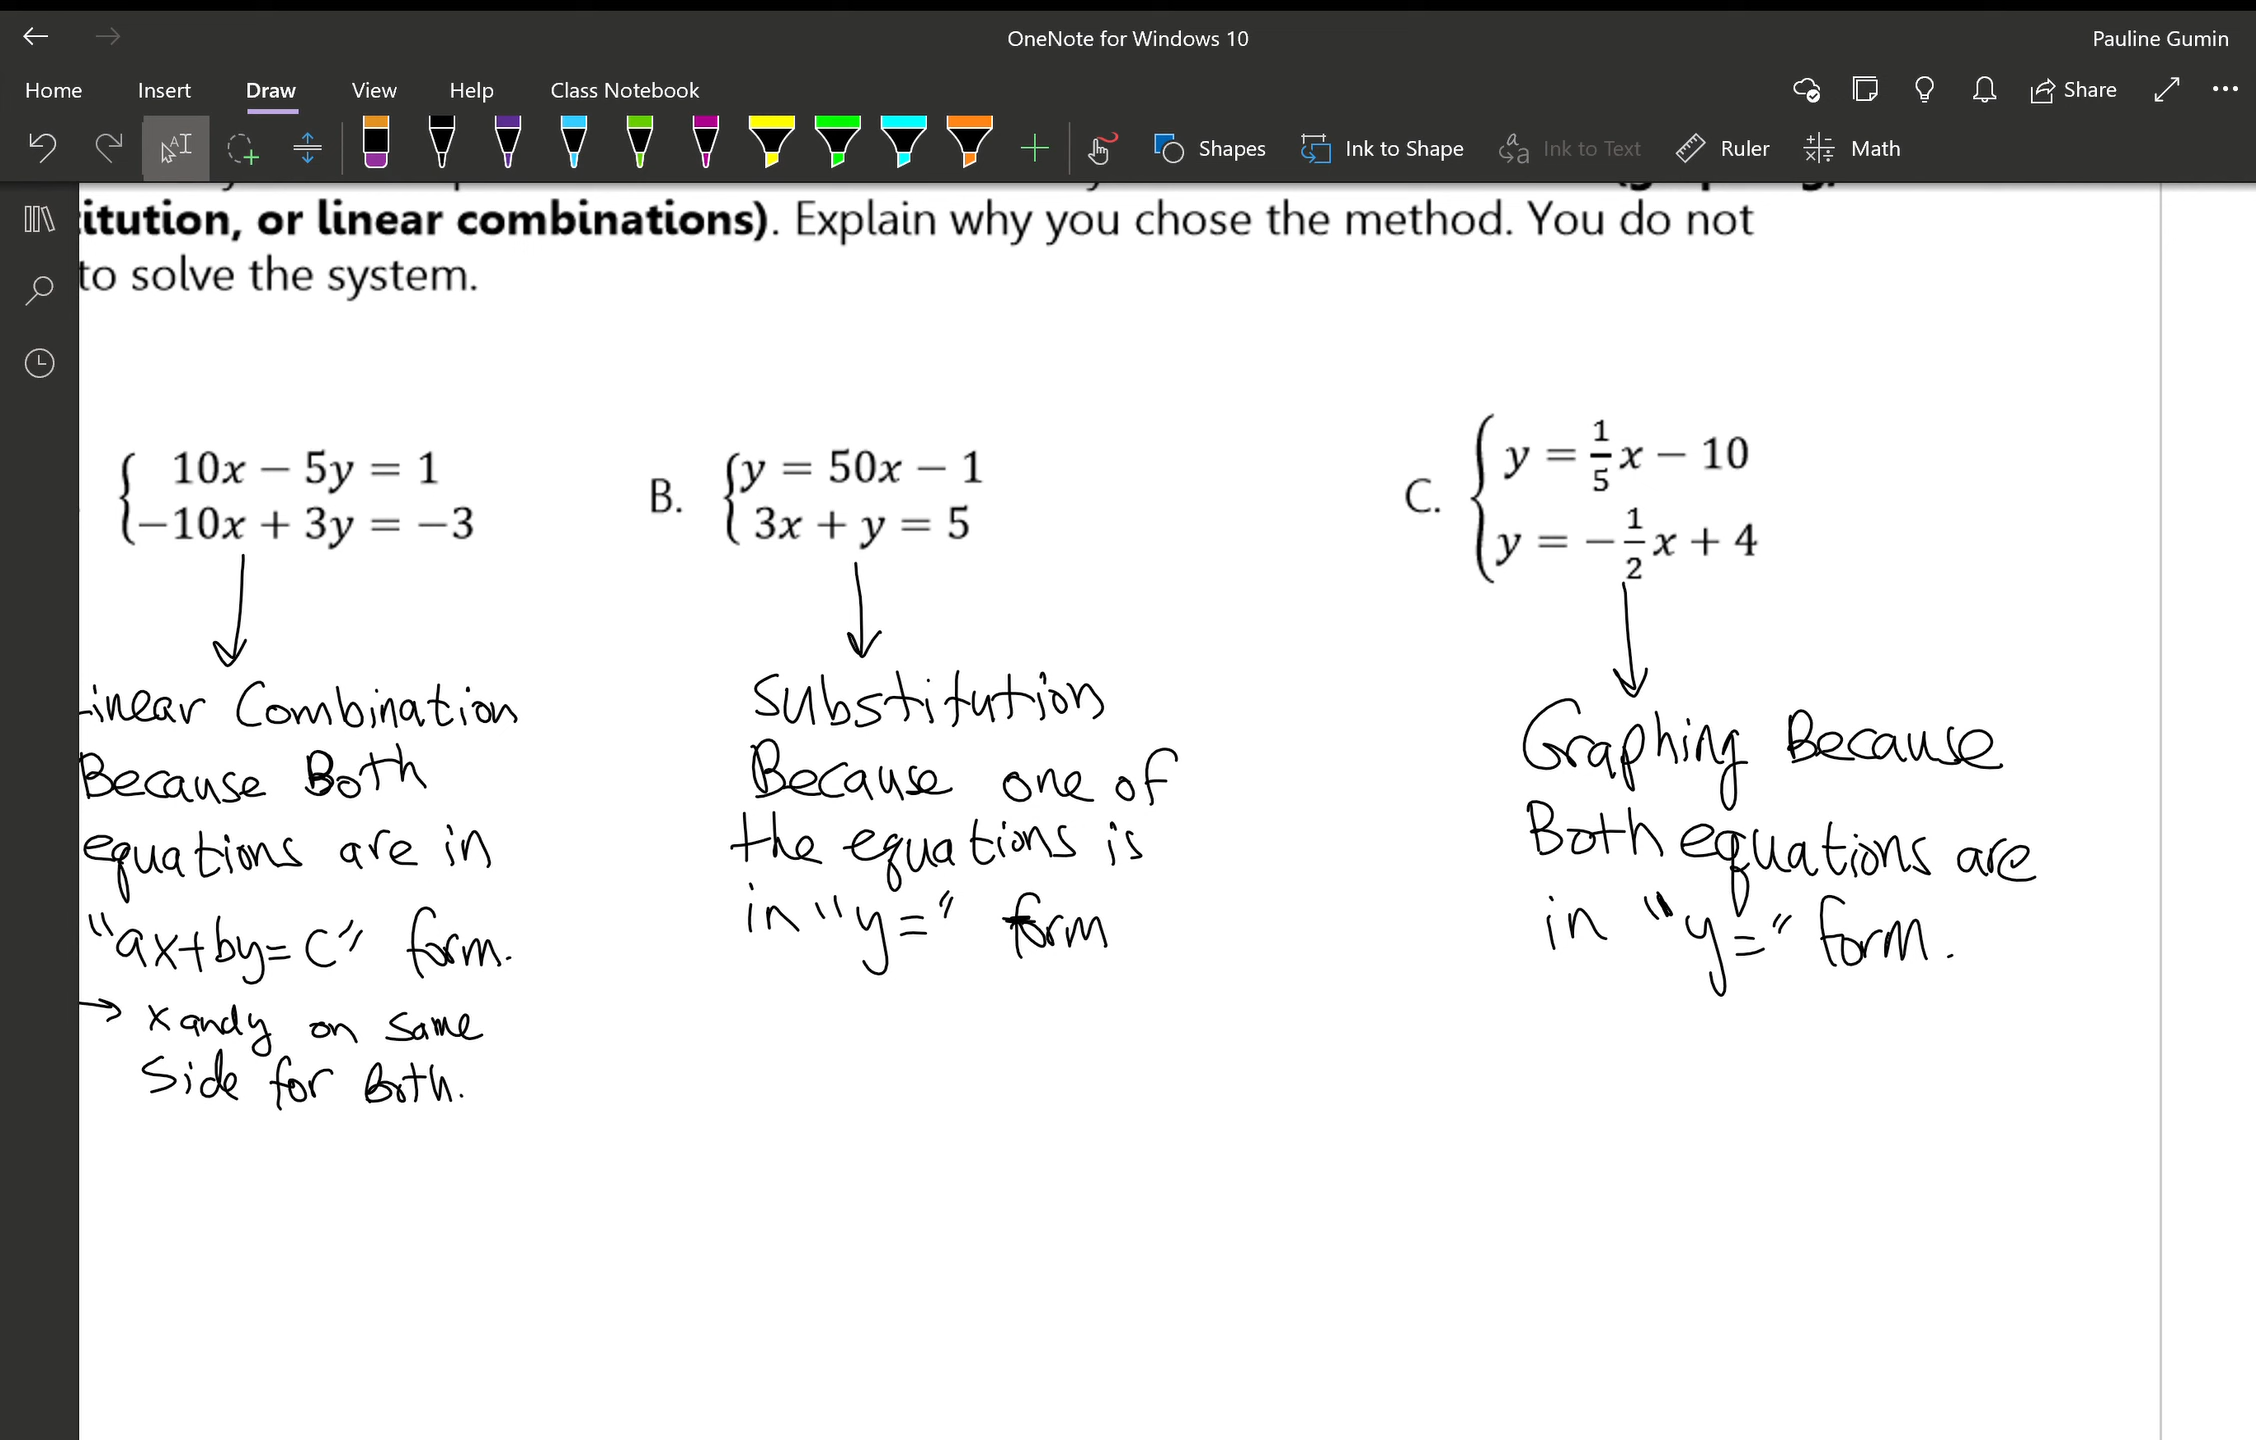 OneNote for Windows 10
Pauline Gumin
Home Insert Draw View Help Class Notebook Share
Shapes Ink to Shape Ink to Text Ruler Math
itution, or linear combinations). Explain why you chose the method. You do not
to solve the system.
10x − 5y = 1
−10x + 3y = −3
Linear Combination
Because Both
equations are in
"ax+by=c" form.
→ x and y on same
side for Both.
B.
y = 50x − 1
3x + y = 5
Substitution
Because one of
the equations is
in "y=" form
C.
y = 1/5 x − 10
y = −1/2 x + 4
Graphing Because
Both equations are
in "y=" form.